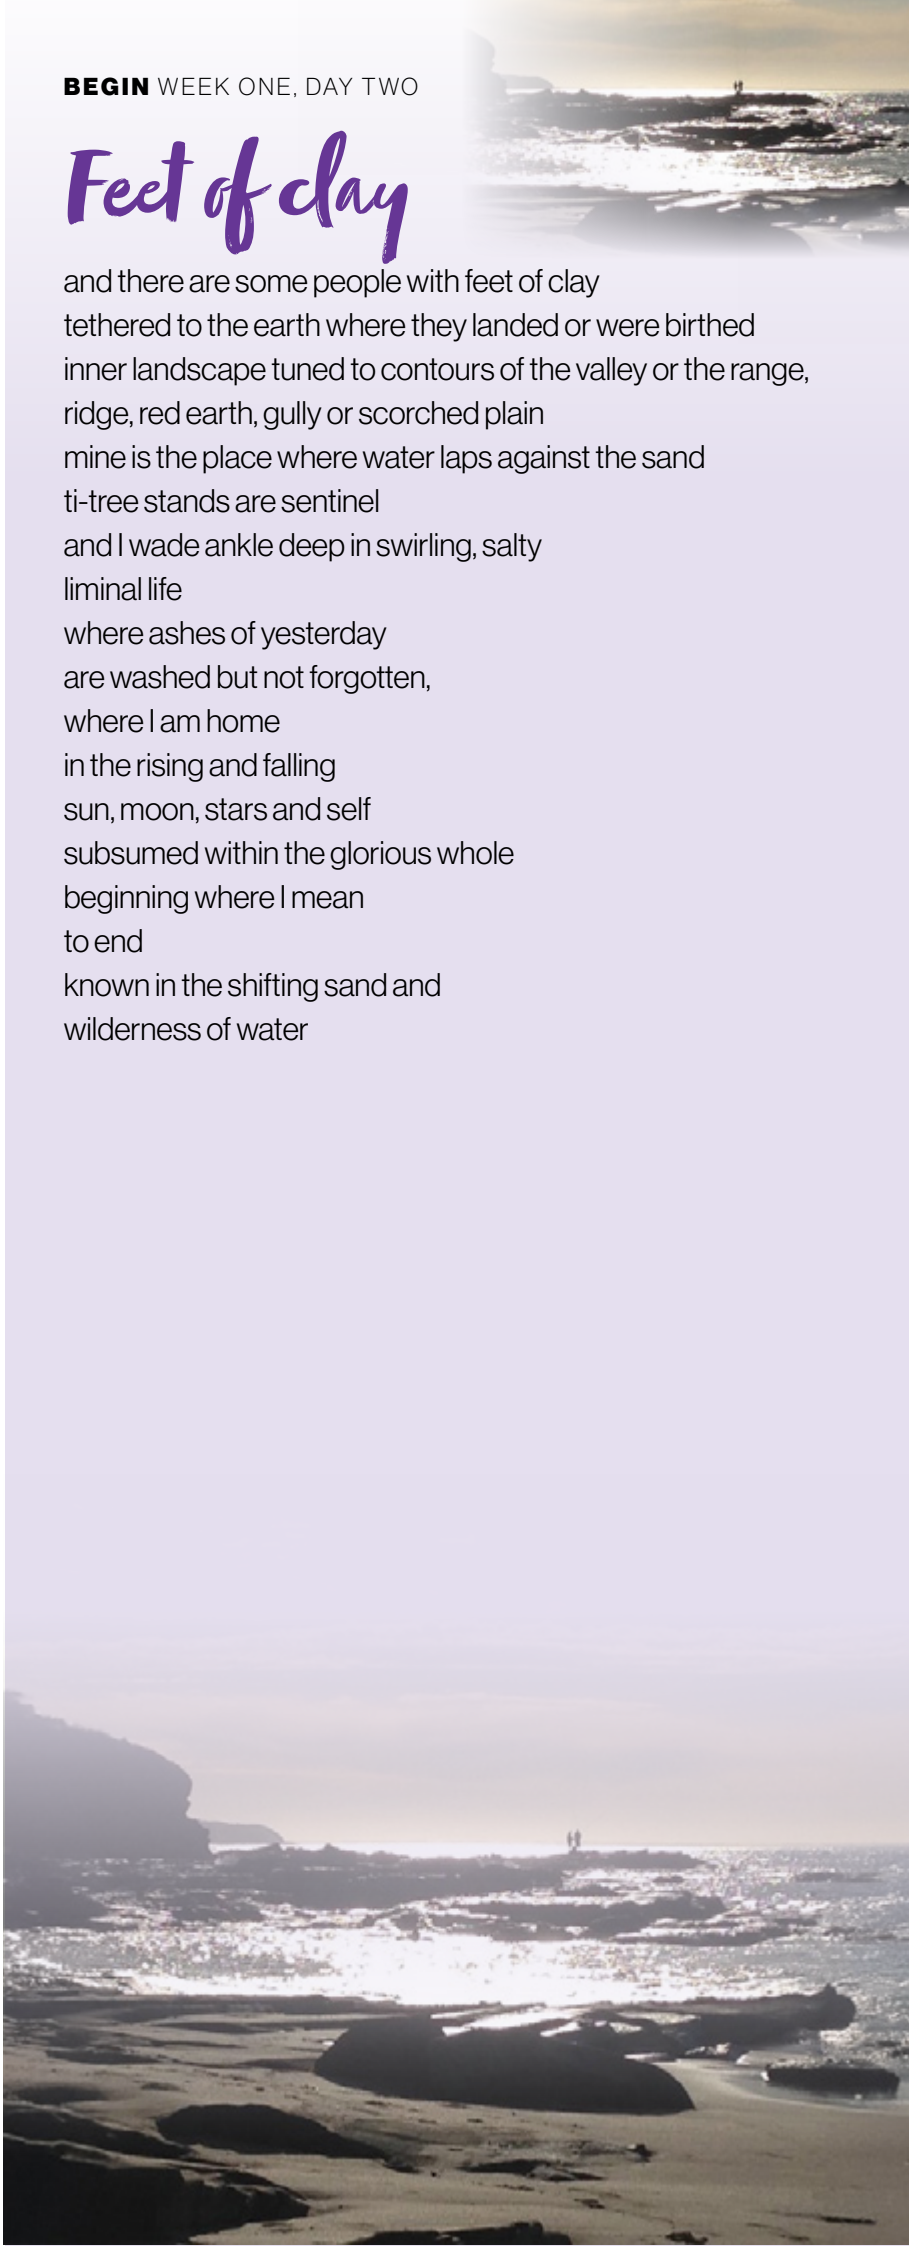 BEGIN WEEK ONE, DAY TWO
Feet of clay
and there are some people with feet of clay
tethered to the earth where they landed or were birthed
inner landscape tuned to contours of the valley or the range,
ridge, red earth, gully or scorched plain
mine is the place where water laps against the sand
ti-tree stands are sentinel
and I wade ankle deep in swirling, salty
liminal life
where ashes of yesterday
are washed but not forgotten,
where I am home
in the rising and falling
sun, moon, stars and self
subsumed within the glorious whole
beginning where I mean
to end
known in the shifting sand and
wilderness of water